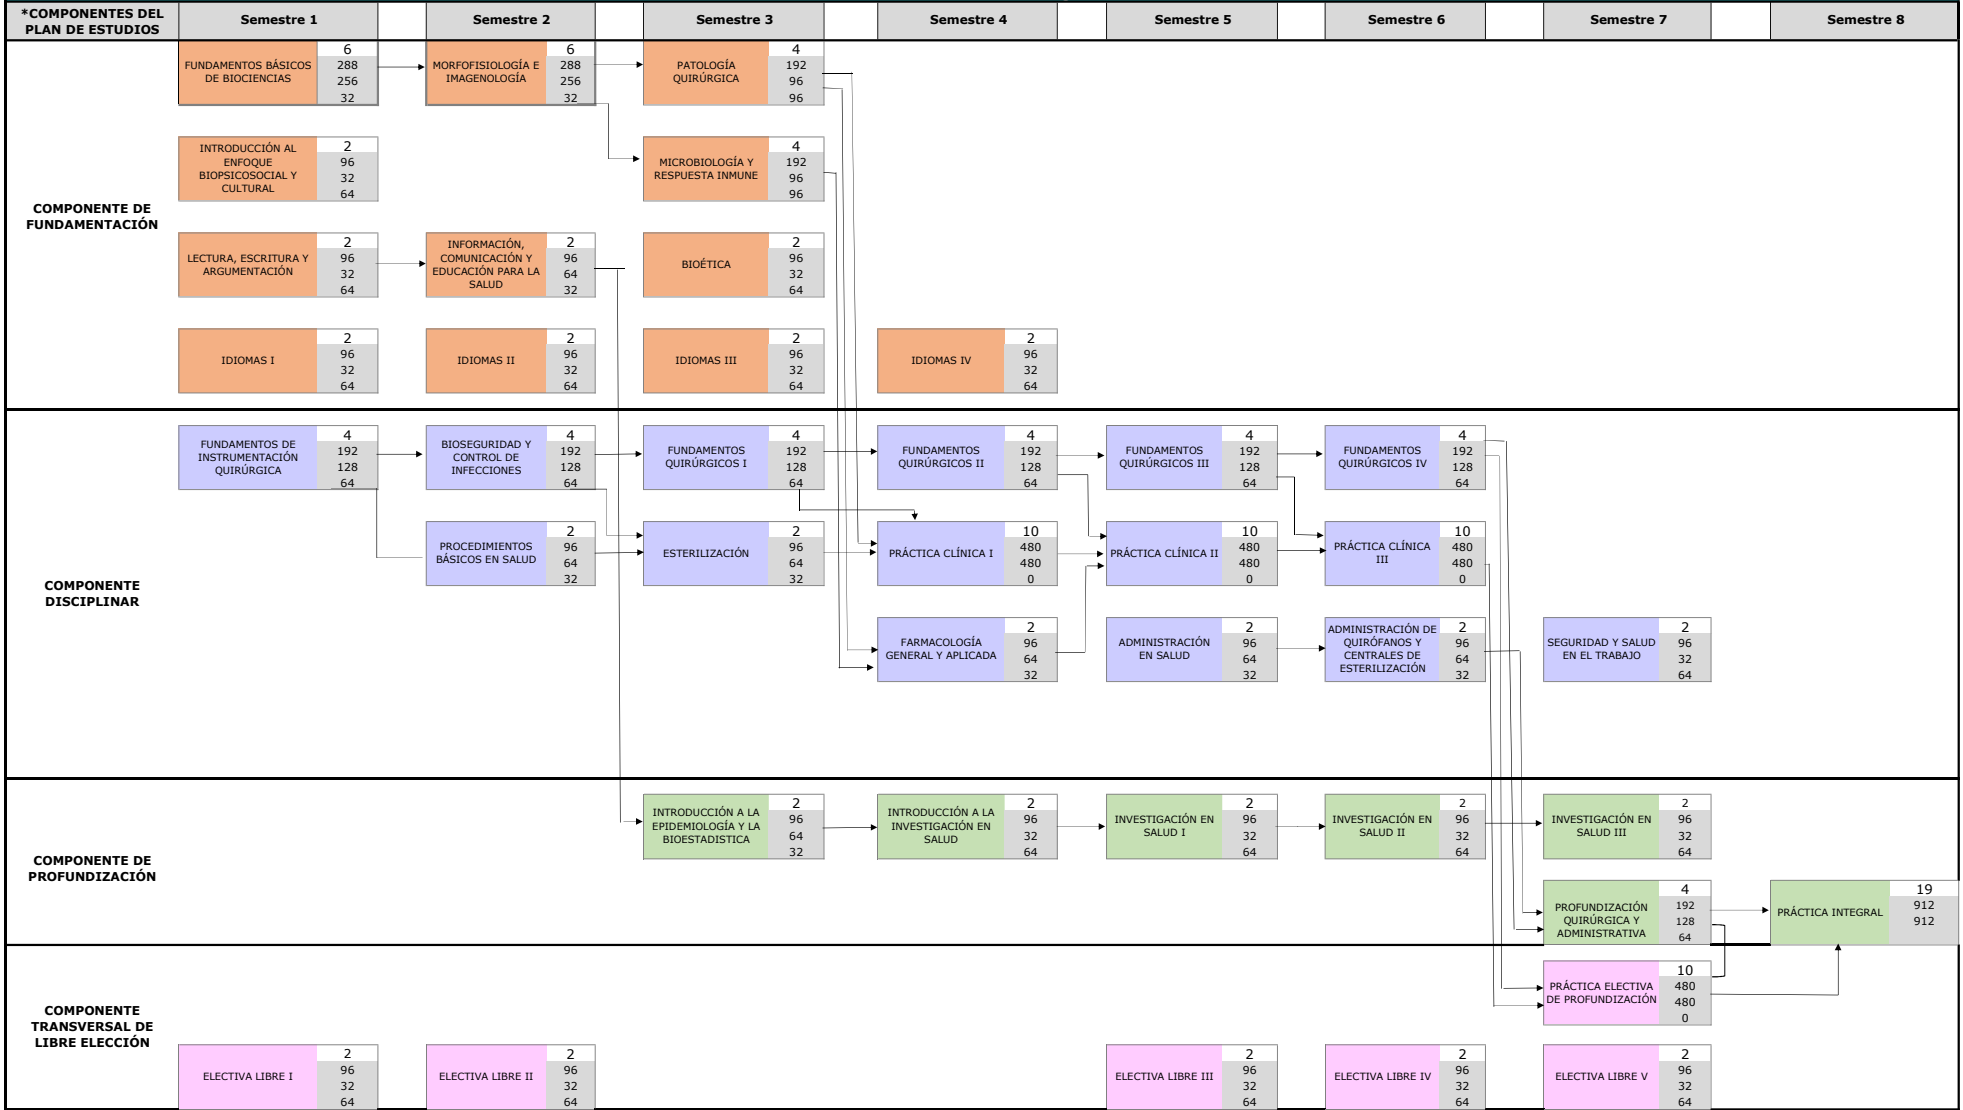 *COMPONENTES DEL
PLAN DE ESTUDIOS
Semestre 1
Semestre 2
Semestre 3
Semestre 4
Semestre 5
Semestre 6
Semestre 7
Semestre 8
COMPONENTE DE
FUNDAMENTACIÓN
FUNDAMENTOS BÁSICOS
DE BIOCIENCIAS
6
288
256
32
MORFOFISIOLOGÍA E
IMAGENOLOGÍA
6
288
256
32
PATOLOGÍA
QUIRÚRGICA
4
192
96
96
INTRODUCCIÓN AL
ENFOQUE
BIOPSICOSOCIAL Y
CULTURAL
2
96
32
64
MICROBIOLOGÍA Y
RESPUESTA INMUNE
4
192
96
96
LECTURA, ESCRITURA Y
ARGUMENTACIÓN
2
96
32
64
INFORMACIÓN,
COMUNICACIÓN Y
EDUCACIÓN PARA LA
SALUD
2
96
64
32
BIOÉTICA
2
96
32
64
IDIOMAS I
2
96
32
64
IDIOMAS II
2
96
32
64
IDIOMAS III
2
96
32
64
IDIOMAS IV
2
96
32
64
COMPONENTE
DISCIPLINAR
FUNDAMENTOS DE
INSTRUMENTACIÓN
QUIRÚRGICA
4
192
128
64
BIOSEGURIDAD Y
CONTROL DE
INFECCIONES
4
192
128
64
FUNDAMENTOS
QUIRÚRGICOS I
4
192
128
64
FUNDAMENTOS
QUIRÚRGICOS II
4
192
128
64
FUNDAMENTOS
QUIRÚRGICOS III
4
192
128
64
FUNDAMENTOS
QUIRÚRGICOS IV
4
192
128
64
PROCEDIMIENTOS
BÁSICOS EN SALUD
2
96
64
32
ESTERILIZACIÓN
2
96
64
32
PRÁCTICA CLÍNICA I
10
480
480
0
PRÁCTICA CLÍNICA II
10
480
480
0
PRÁCTICA CLÍNICA
III
10
480
480
0
FARMACOLOGÍA
GENERAL Y APLICADA
2
96
64
32
ADMINISTRACIÓN
EN SALUD
2
96
64
32
ADMINISTRACIÓN DE
QUIRÓFANOS Y
CENTRALES DE
ESTERILIZACIÓN
2
96
64
32
SEGURIDAD Y SALUD
EN EL TRABAJO
2
96
32
64
COMPONENTE DE
PROFUNDIZACIÓN
INTRODUCCIÓN A LA
EPIDEMIOLOGÍA Y LA
BIOESTADISTICA
2
96
64
32
INTRODUCCIÓN A LA
INVESTIGACIÓN EN
SALUD
2
96
32
64
INVESTIGACIÓN EN
SALUD I
2
96
32
64
INVESTIGACIÓN EN
SALUD II
2
96
32
64
INVESTIGACIÓN EN
SALUD III
2
96
32
64
PROFUNDIZACIÓN
QUIRÚRGICA Y
ADMINISTRATIVA
4
192
128
64
PRÁCTICA INTEGRAL
19
912
912
COMPONENTE
TRANSVERSAL DE
LIBRE ELECCIÓN
PRÁCTICA ELECTIVA
DE PROFUNDIZACIÓN
10
480
480
0
ELECTIVA LIBRE I
2
96
32
64
ELECTIVA LIBRE II
2
96
32
64
ELECTIVA LIBRE III
2
96
32
64
ELECTIVA LIBRE IV
2
96
32
64
ELECTIVA LIBRE V
2
96
32
64